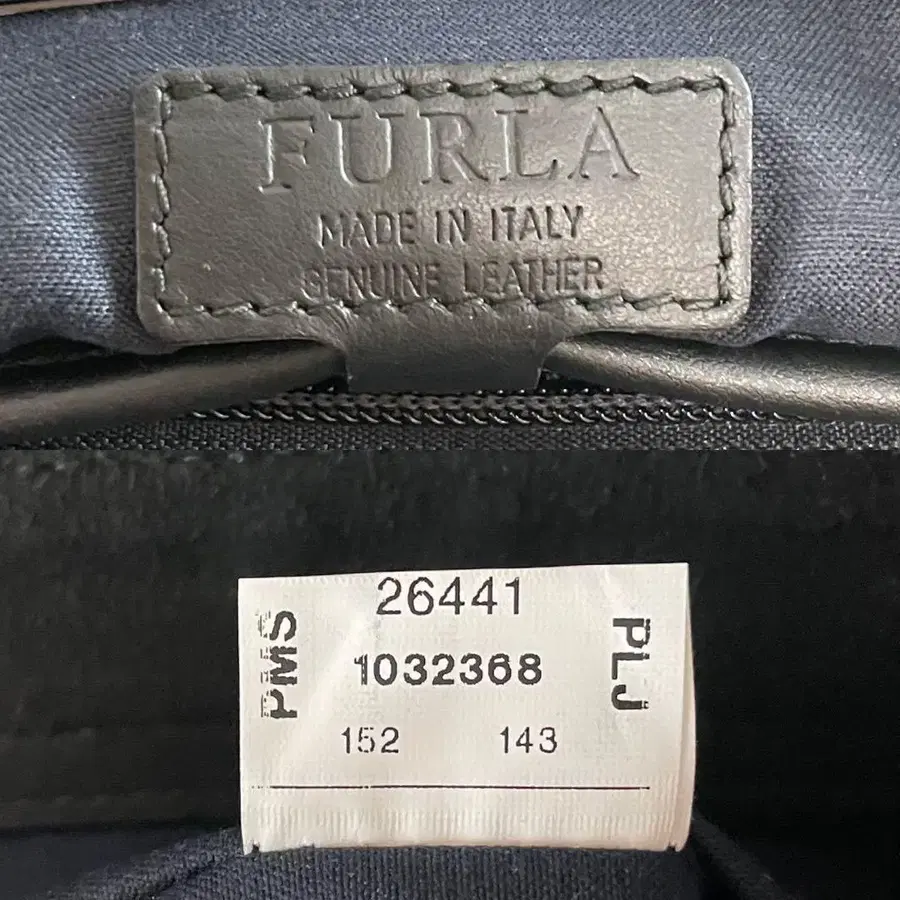 FURLA
MADE IN ITALY
GENUINE LEATHER
26441
PMS
1032368
PLJ
152 143